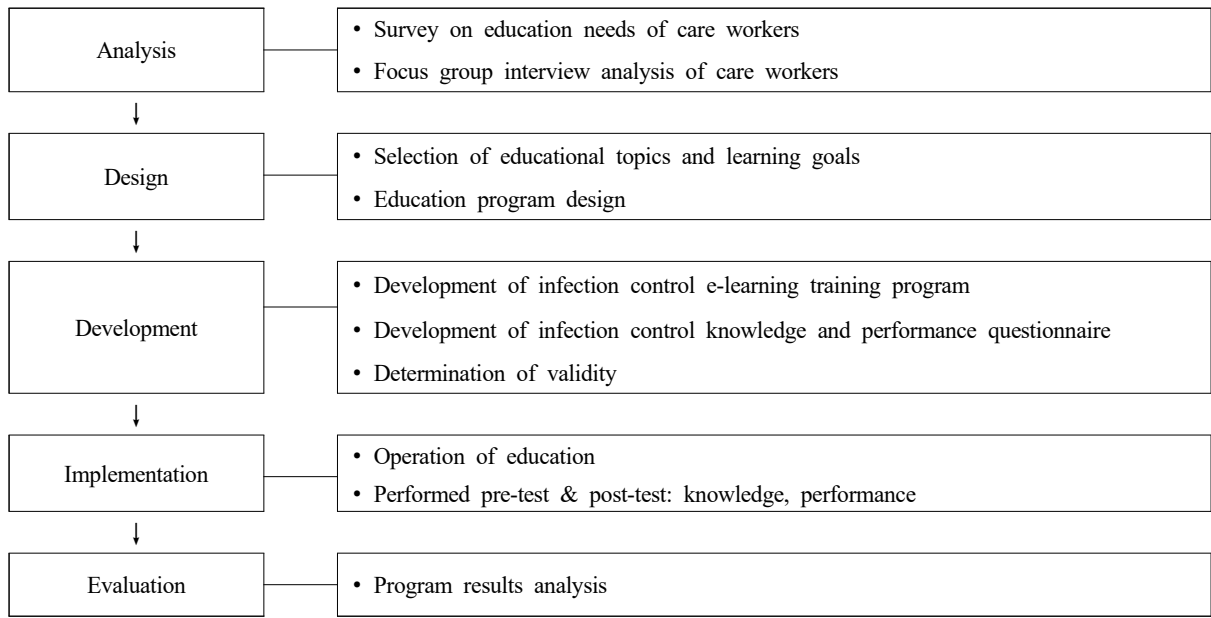 Analysis
• Survey on education needs of care workers
• Focus group interview analysis of care workers
Design
• Selection of educational topics and learning goals
• Education program design
Development
• Development of infection control e-learning training program
• Development of infection control knowledge and performance questionnaire
• Determination of validity
Implementation
• Operation of education
• Performed pre-test & post-test: knowledge, performance
Evaluation
• Program results analysis